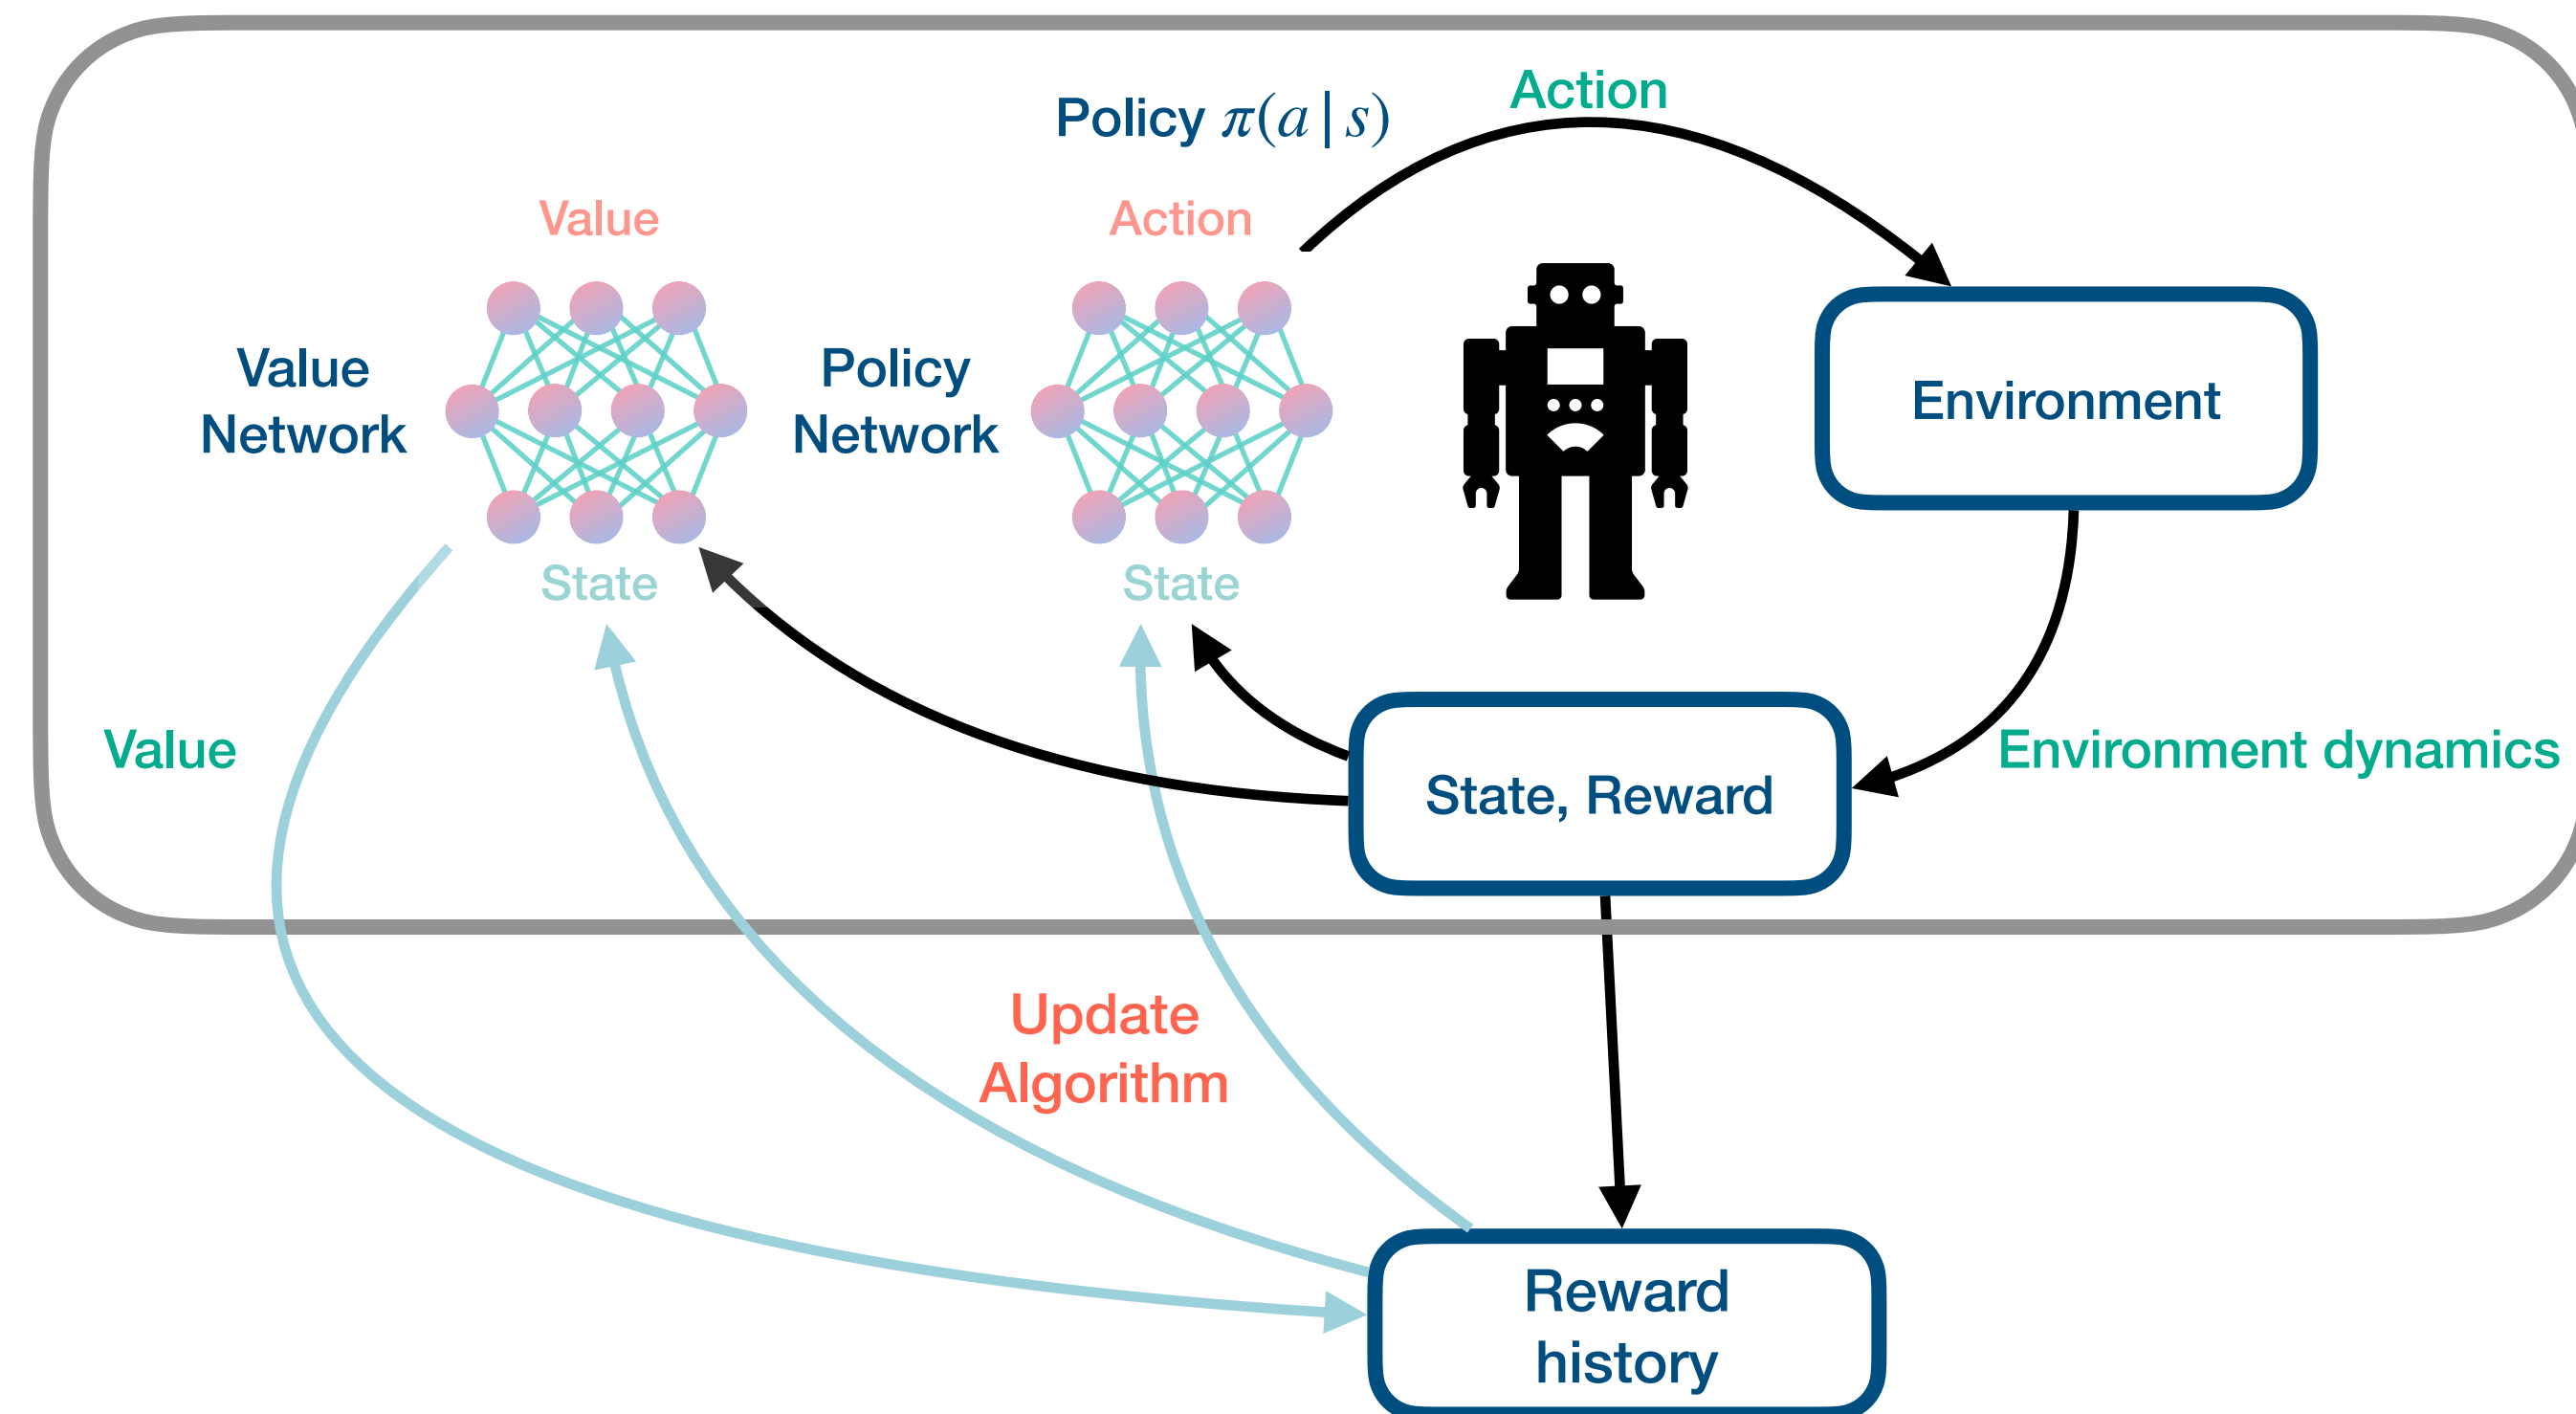 Policy π(a|s)
Action
Value
Action
Value
Network
Policy
Network
Environment
State
State
Value
State, Reward
Environment dynamics
Update
Algorithm
Reward
history